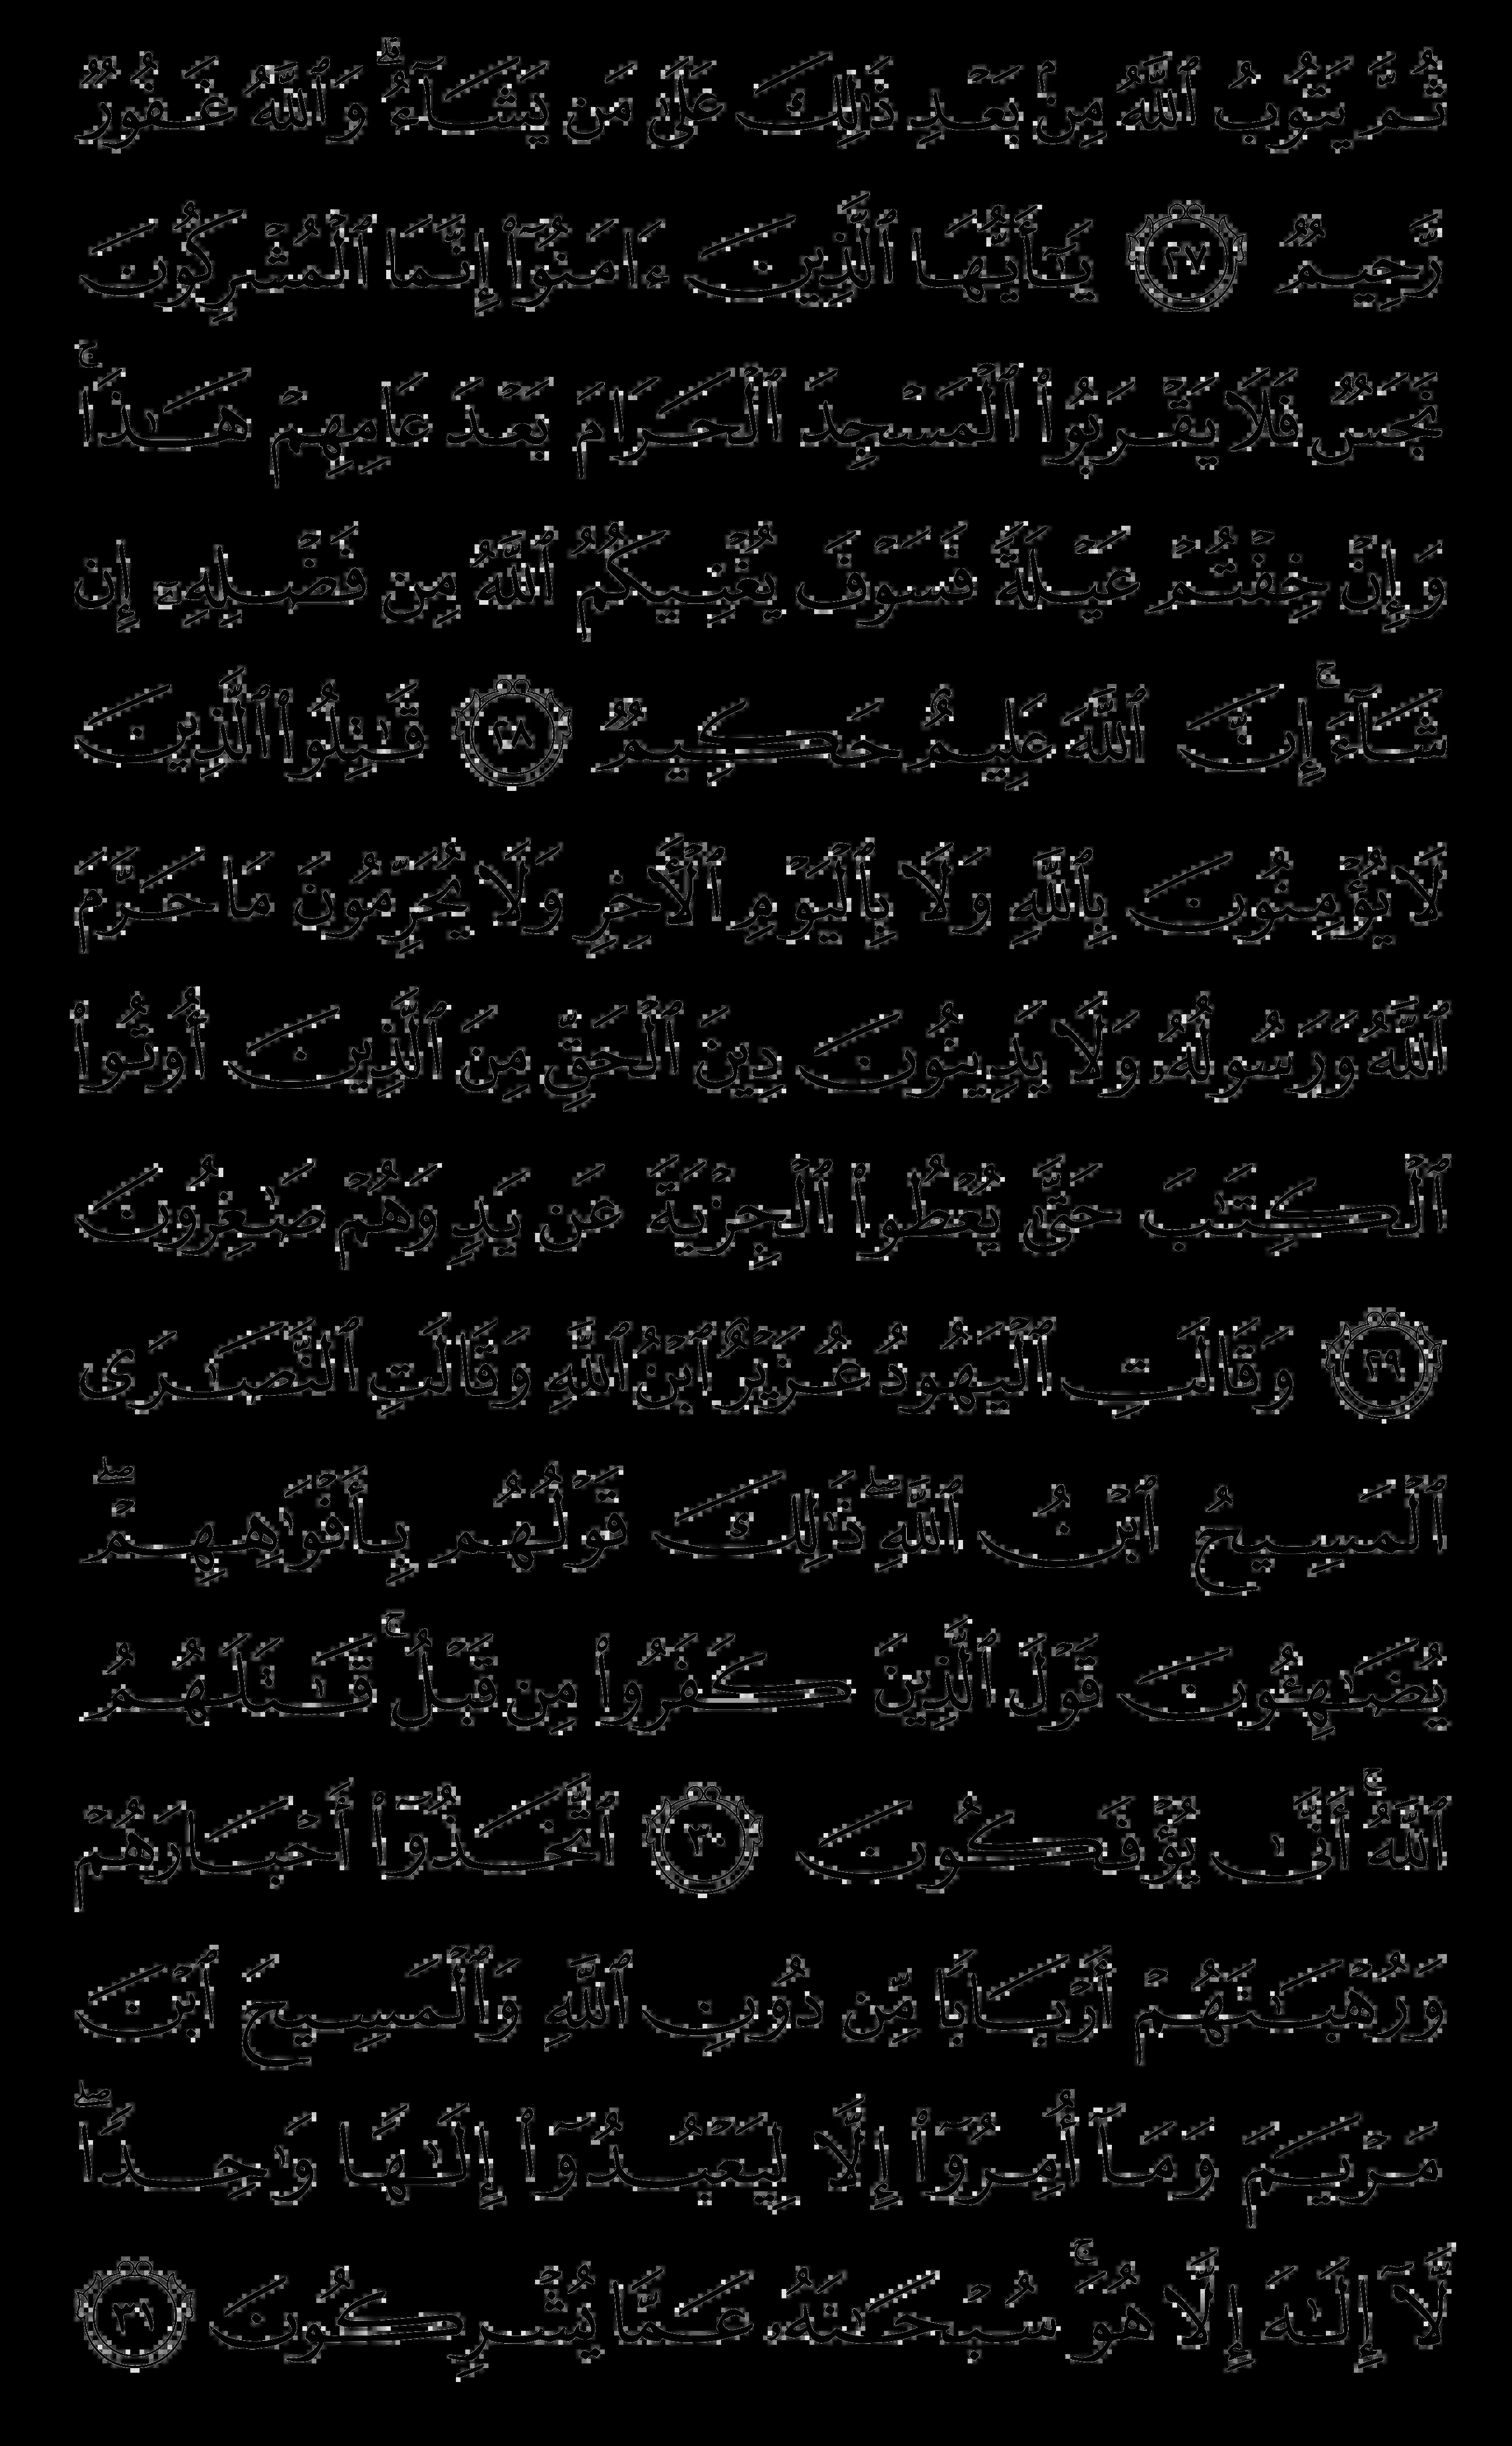 ثُمَّ يَتُوبُ ٱللَّهُ مِنۢ بَعْدِ ذَٰلِكَ عَلَىٰ مَن يَشَآءُ ۗ وَٱللَّهُ غَفُورٌ
رَّحِيمٌ ٢٧ يَـٰٓأَيُّهَا ٱلَّذِينَ ءَامَنُوٓا۟ إِنَّمَا ٱلْمُشْرِكُونَ
نَجَسٌ فَلَا يَقْرَبُوا۟ ٱلْمَسْجِدَ ٱلْحَرَامَ بَعْدَ عَامِهِمْ هَـٰذَا ۚ
وَإِنْ خِفْتُمْ عَيْلَةً فَسَوْفَ يُغْنِيكُمُ ٱللَّهُ مِن فَضْلِهِۦٓ إِن
شَآءَ ۚ إِنَّ ٱللَّهَ عَلِيمٌ حَكِيمٌ ٢٨ قَـٰتِلُوا۟ ٱلَّذِينَ
لَا يُؤْمِنُونَ بِٱللَّهِ وَلَا بِٱلْيَوْمِ ٱلْـَٔاخِرِ وَلَا يُحَرِّمُونَ مَا حَرَّمَ
ٱللَّهُ وَرَسُولُهُۥ وَلَا يَدِينُونَ دِينَ ٱلْحَقِّ مِنَ ٱلَّذِينَ أُوتُوا۟
ٱلْكِتَـٰبَ حَتَّىٰ يُعْطُوا۟ ٱلْجِزْيَةَ عَن يَدٍ وَهُمْ صَـٰغِرُونَ
٢٩ وَقَالَتِ ٱلْيَهُودُ عُزَيْرٌ ٱبْنُ ٱللَّهِ وَقَالَتِ ٱلنَّصَـٰرَى
ٱلْمَسِيحُ ٱبْنُ ٱللَّهِ ۖ ذَٰلِكَ قَوْلُهُم بِأَفْوَٰهِهِمْ ۖ
يُضَـٰهِـُٔونَ قَوْلَ ٱلَّذِينَ كَفَرُوا۟ مِن قَبْلُ ۚ قَـٰتَلَهُمُ
ٱللَّهُ ۚ أَنَّىٰ يُؤْفَكُونَ ٣٠ ٱتَّخَذُوٓا۟ أَحْبَارَهُمْ
وَرُهْبَـٰنَهُمْ أَرْبَابًا مِّن دُونِ ٱللَّهِ وَٱلْمَسِيحَ ٱبْنَ
مَرْيَمَ وَمَآ أُمِرُوٓا۟ إِلَّا لِيَعْبُدُوٓا۟ إِلَـٰهًا وَٰحِدًا ۖ
لَّآ إِلَـٰهَ إِلَّا هُوَ ۚ سُبْحَـٰنَهُۥ عَمَّا يُشْرِكُونَ ٣١